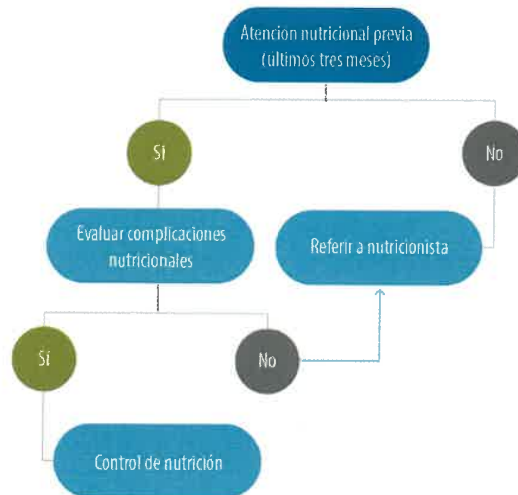 Atención nutricional previa
(últimos tres meses)
Sí
No
Evaluar complicaciones
nutricionales
Referir a nutricionista
Sí
No
Control de nutrición